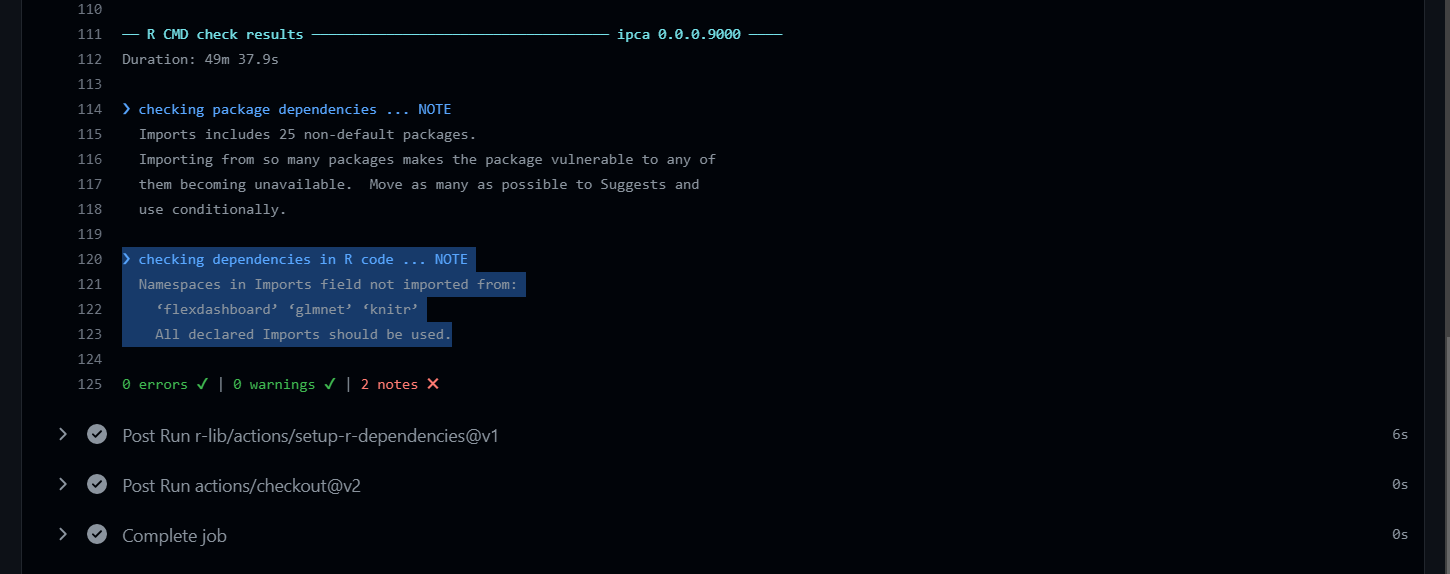 110
111 ── R CMD check results ──────────────────────────────────── ipca 0.0.0.9000 ────
112 Duration: 49m 37.9s
113
114 ❯ checking package dependencies ... NOTE
115 Imports includes 25 non-default packages.
116 Importing from so many packages makes the package vulnerable to any of
117 them becoming unavailable.  Move as many as possible to Suggests and
118 use conditionally.
119
120 ❯ checking dependencies in R code ... NOTE
121 Namespaces in Imports field not imported from:
122 ‘flexdashboard’ ‘glmnet’ ‘knitr’
123 All declared Imports should be used.
124
125 0 errors ✔ | 0 warnings ✔ | 2 notes ✖
Post Run r-lib/actions/setup-r-dependencies@v1 6s
Post Run actions/checkout@v2 0s
Complete job 0s